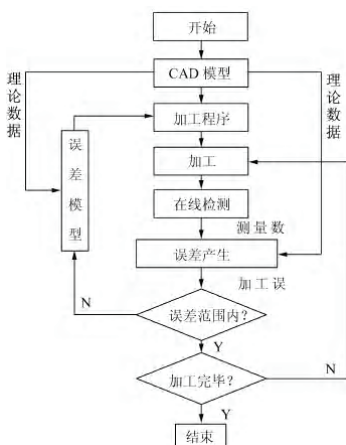 开始
CAD 模型
理论数据
理论数据
加工程序
误差模型
加工
在线检测
测量数
误差产生
加工误
N
误差范围内?
Y
加工完毕?
N
Y
结束